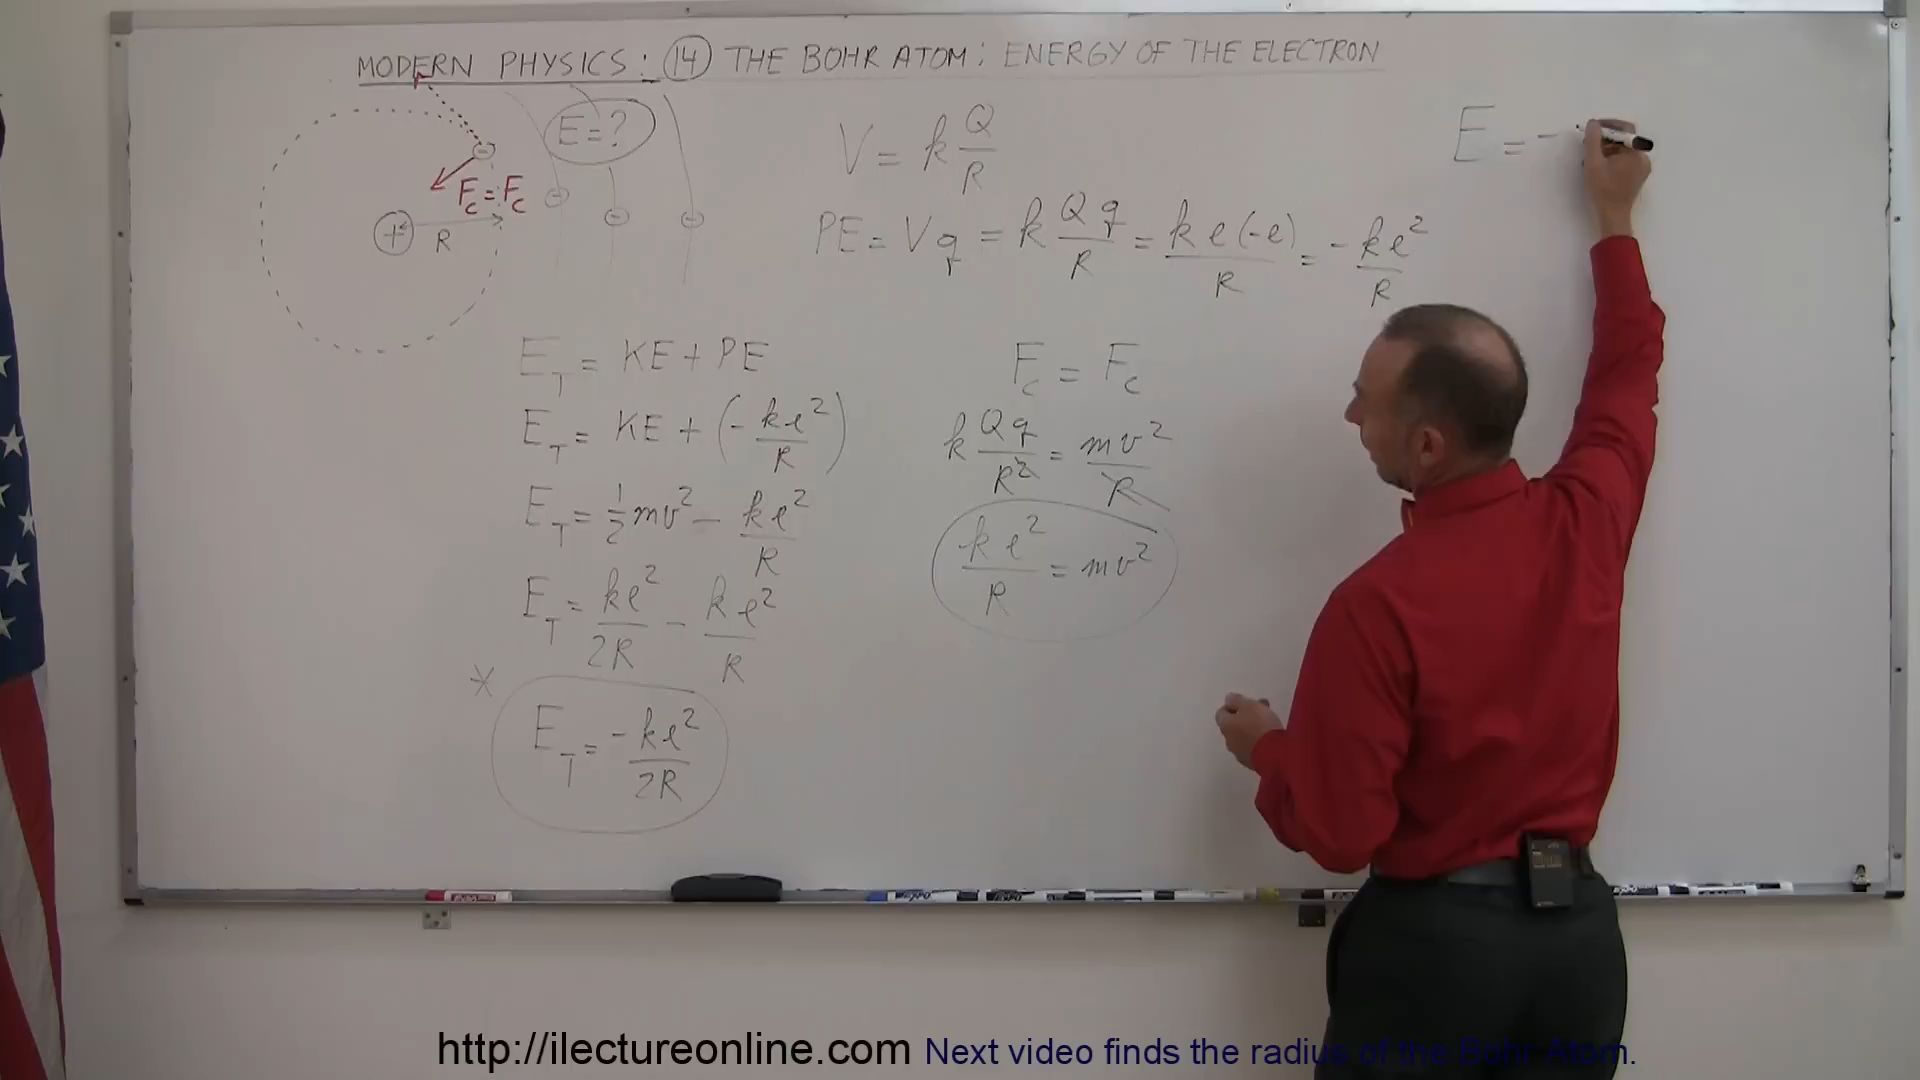 MODERN PHYSICS: 14 THE BOHR ATOM: ENERGY OF THE ELECTRON
E=?
-
F_C = F_C
+
R
- - -
V = k Q/R
PE = Vq = k Qq/R = k e(-e)/R = - ke²/R
E = -
E_T = KE + PE
E_T = KE + (- ke²/R)
E_T = 1/2 mv² - ke²/R
E_T = ke²/2R - ke²/R
* E_T = -ke²/2R
F_C = F_C
k Qq/R² = mv²/R
ke²/R = mv²
http://ilectureonline.com Next video finds the radius of the Bohr Atom.